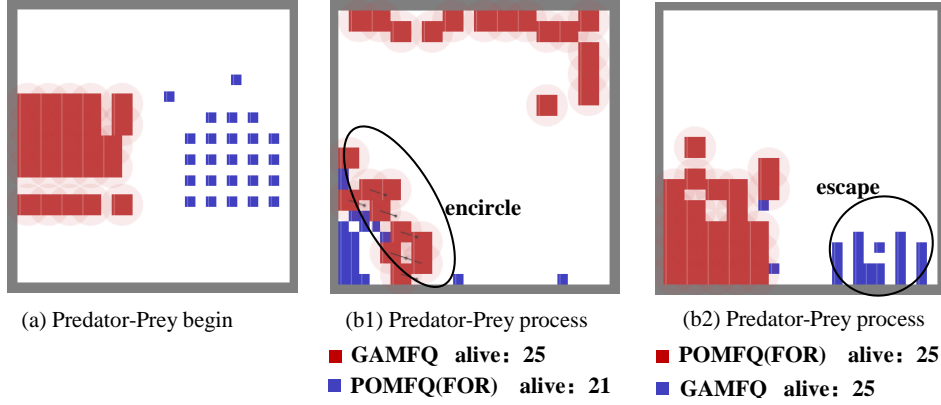 encircle
escape
(a) Predator-Prey begin
(b1) Predator-Prey process
(b2) Predator-Prey process
GAMFQ alive: 25
POMFQ(FOR) alive: 21
POMFQ(FOR) alive: 25
GAMFQ alive: 25